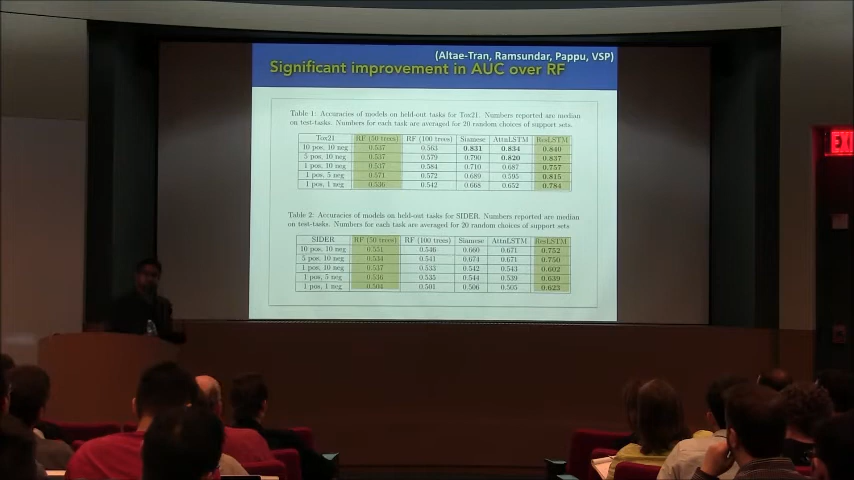 (Altae-Tran, Ramsundar, Pappu, VSP)
Significant improvement in AUC over RF
Table 1: Accuracies of models on held-out tasks for Tox21. Numbers reported are median
on test-tasks. Numbers for each task are averaged for 20 random choices of support sets.
Tox21 RF (50 trees) RF (100 trees) Siamese AttnLSTM ResLSTM
10 pos, 10 neg 0.537 0.563 0.831 0.834 0.840
5 pos, 10 neg 0.537 0.579 0.790 0.820 0.837
1 pos, 10 neg 0.537 0.584 0.710 0.687 0.757
1 pos, 5 neg 0.571 0.572 0.689 0.595 0.815
1 pos, 1 neg 0.536 0.542 0.668 0.652 0.784
Table 2: Accuracies of models on held-out tasks for SIDER. Numbers reported are median
on test-tasks. Numbers for each task are averaged for 20 random choices of support sets
SIDER RF (50 trees) RF (100 trees) Siamese AttnLSTM ResLSTM
10 pos, 10 neg 0.551 0.546 0.660 0.671 0.752
5 pos, 10 neg 0.534 0.541 0.674 0.671 0.750
1 pos, 10 neg 0.537 0.533 0.542 0.543 0.602
1 pos, 5 neg 0.536 0.535 0.544 0.539 0.639
1 pos, 1 neg 0.504 0.501 0.506 0.505 0.623
EXI